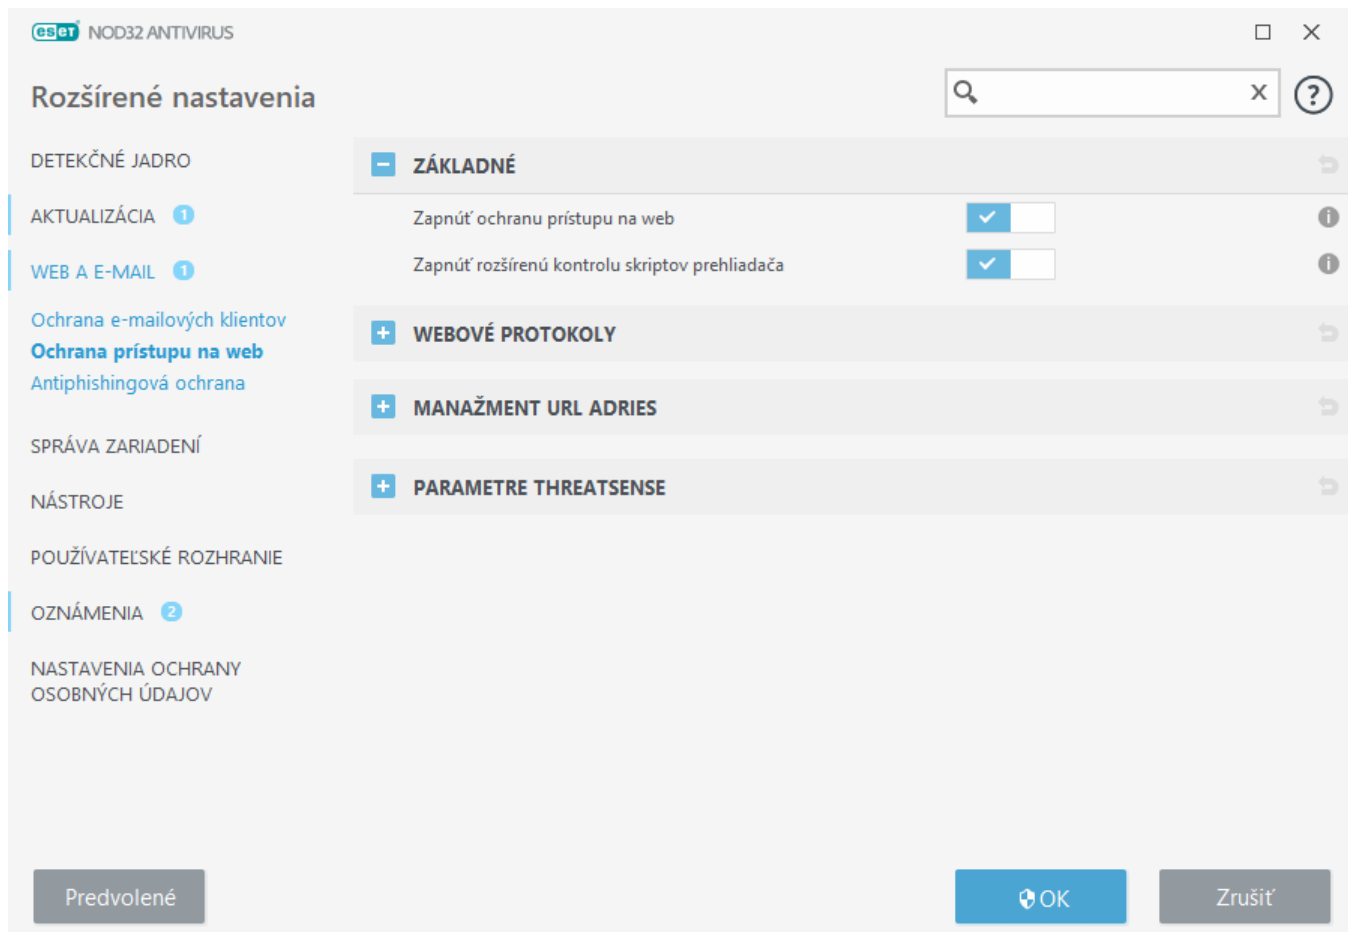 eset NOD32 ANTIVIRUS
Rozšírené nastavenia
x
?
DETEKČNÉ JADRO
AKTUALIZÁCIA 1
WEB A E-MAIL 1
Ochrana e-mailových klientov
Ochrana prístupu na web
Antiphishingová ochrana
SPRÁVA ZARIADENÍ
NÁSTROJE
POUŽÍVATEĽSKÉ ROZHRANIE
OZNÁMENIA 2
NASTAVENIA OCHRANY
OSOBNÝCH ÚDAJOV
ZÁKLADNÉ
Zapnúť ochranu prístupu na web
Zapnúť rozšírenú kontrolu skriptov prehliadača
WEBOVÉ PROTOKOLY
MANAŽMENT URL ADRIES
PARAMETRE THREATSENSE
Predvolené
OK
Zrušiť